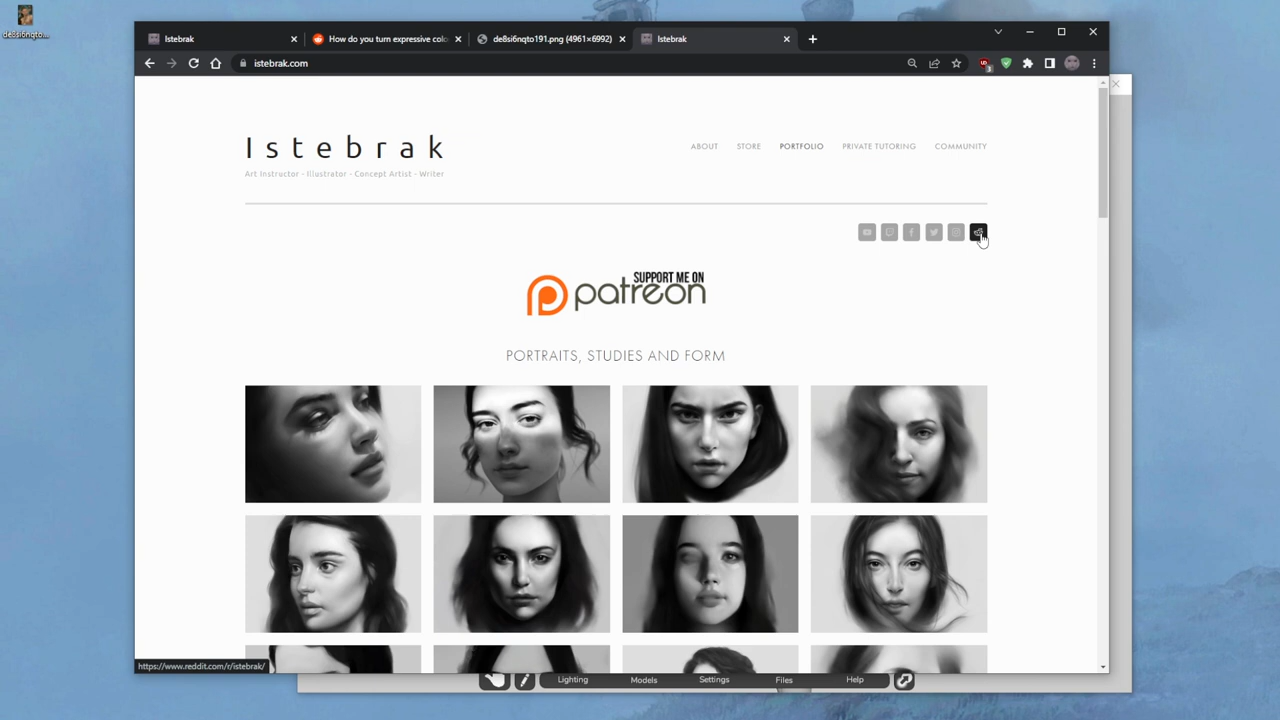 de8si6nqto...
Istebrak
How do you turn expressive colo
de8si6nqto191.png (4961×6992)
Istebrak
istebrak.com
Istebrak
Art Instructor - Illustrator - Concept Artist - Writer
ABOUT
STORE
PORTFOLIO
PRIVATE TUTORING
COMMUNITY
SUPPORT ME ON
patreon
PORTRAITS, STUDIES AND FORM
https://www.reddit.com/r/istebrak/
Lighting
Models
Settings
Files
Help